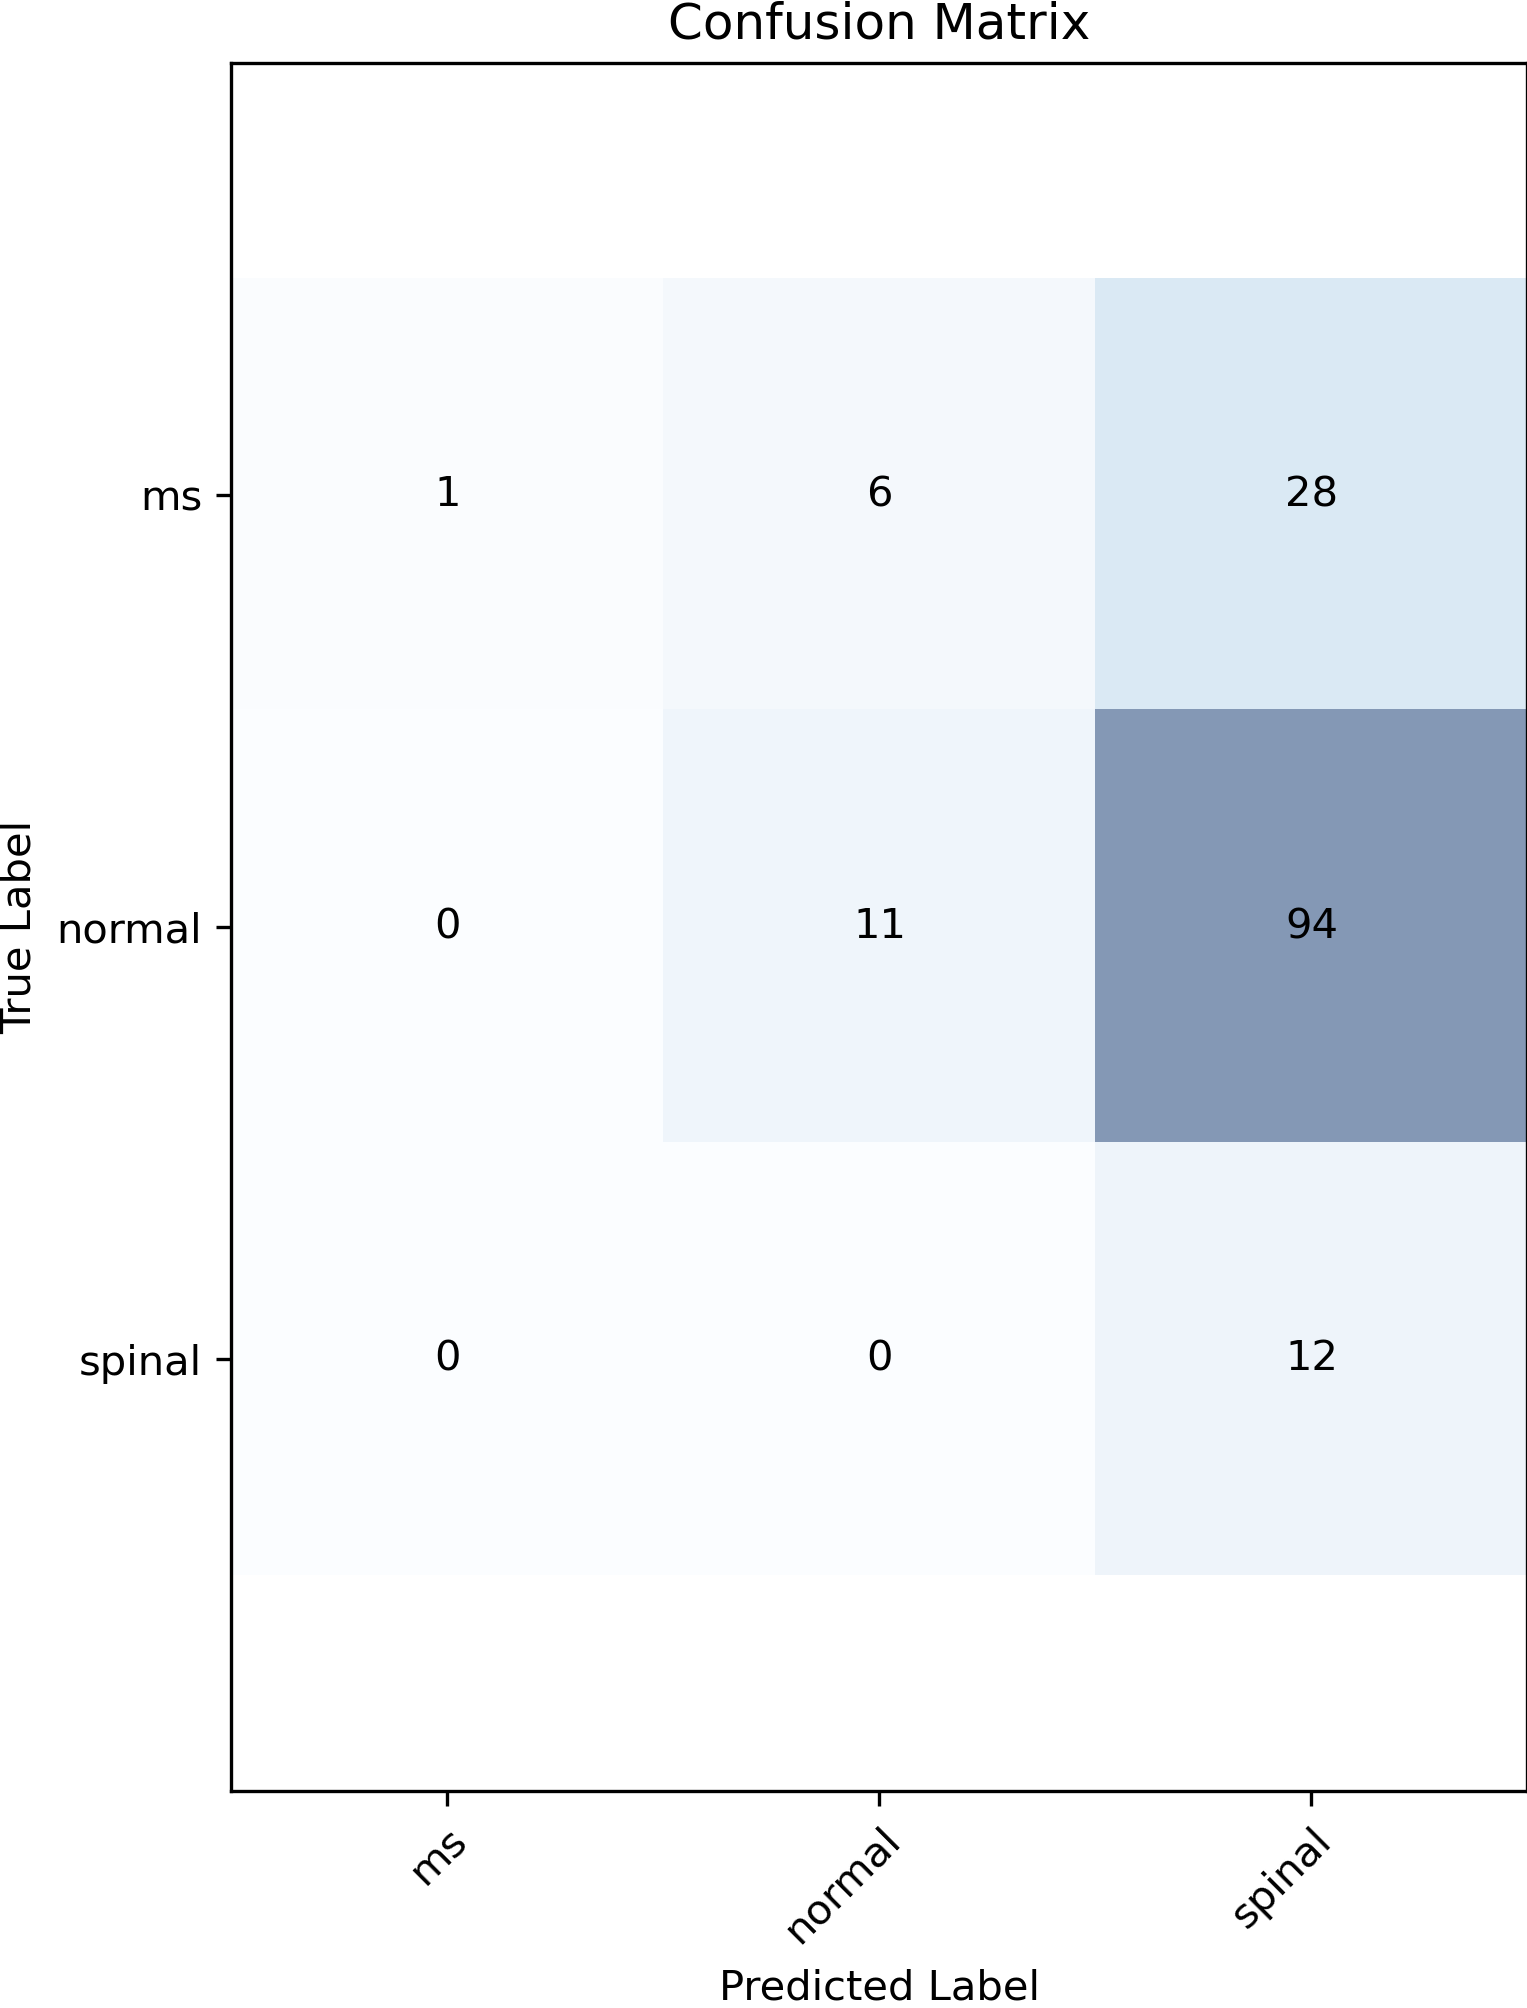 Confusion Matrix
True Label
ms
1 6 28
normal
0 11 94
spinal
0 0 12
ms normal spinal
Predicted Label